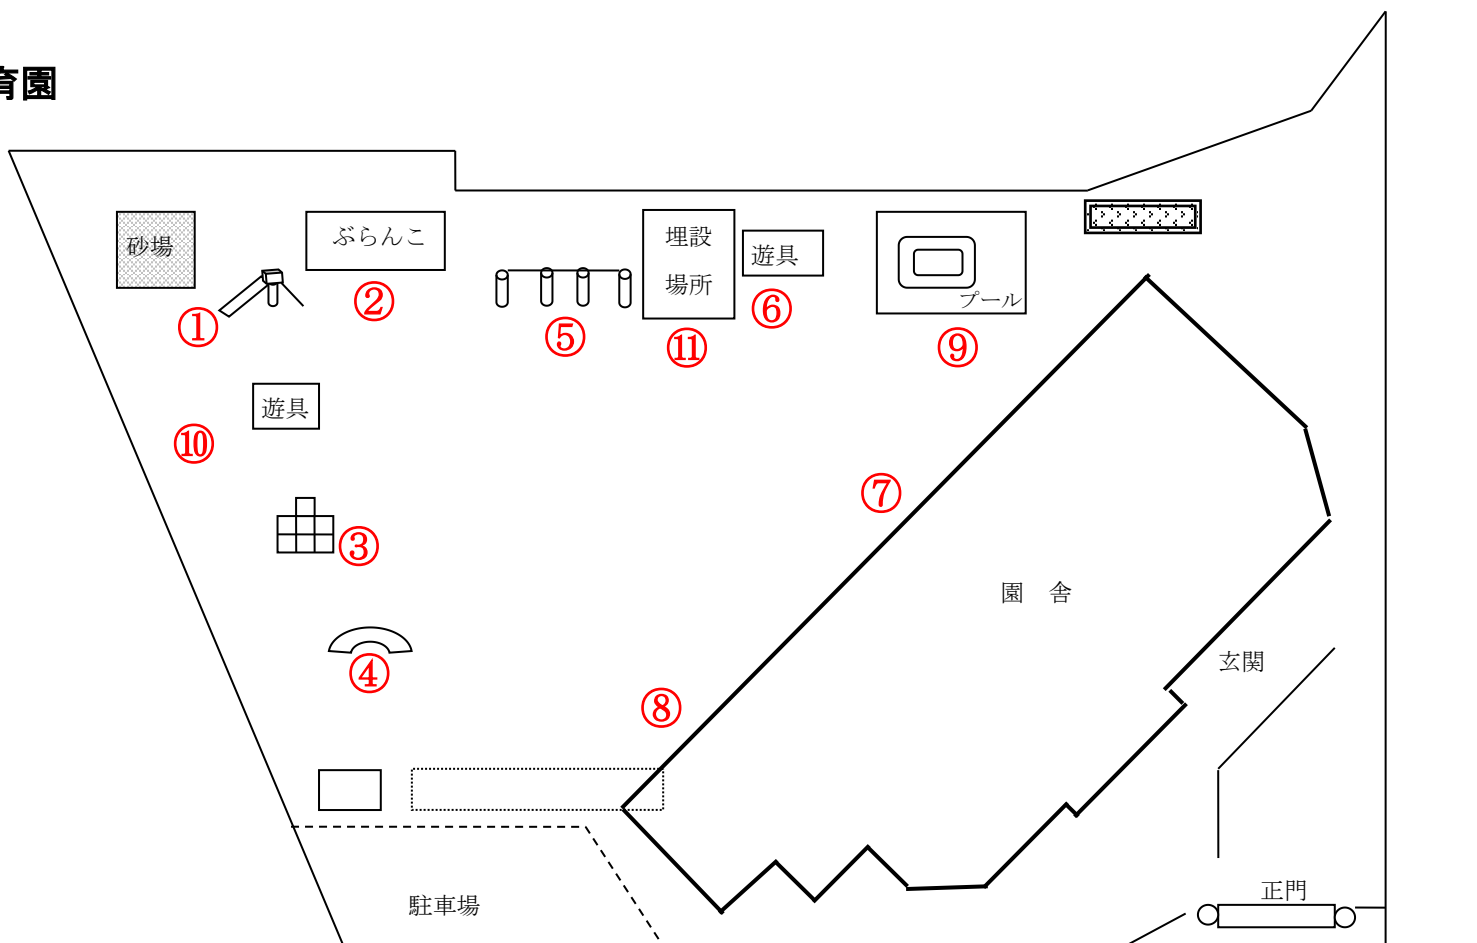 育園
砂場
ぶらんこ
埋設
場所
遊具
プール
①
②
⑤
⑪
⑥
⑨
遊具
⑩
⑦
③
園 舎
④
玄関
⑧
駐車場
正門